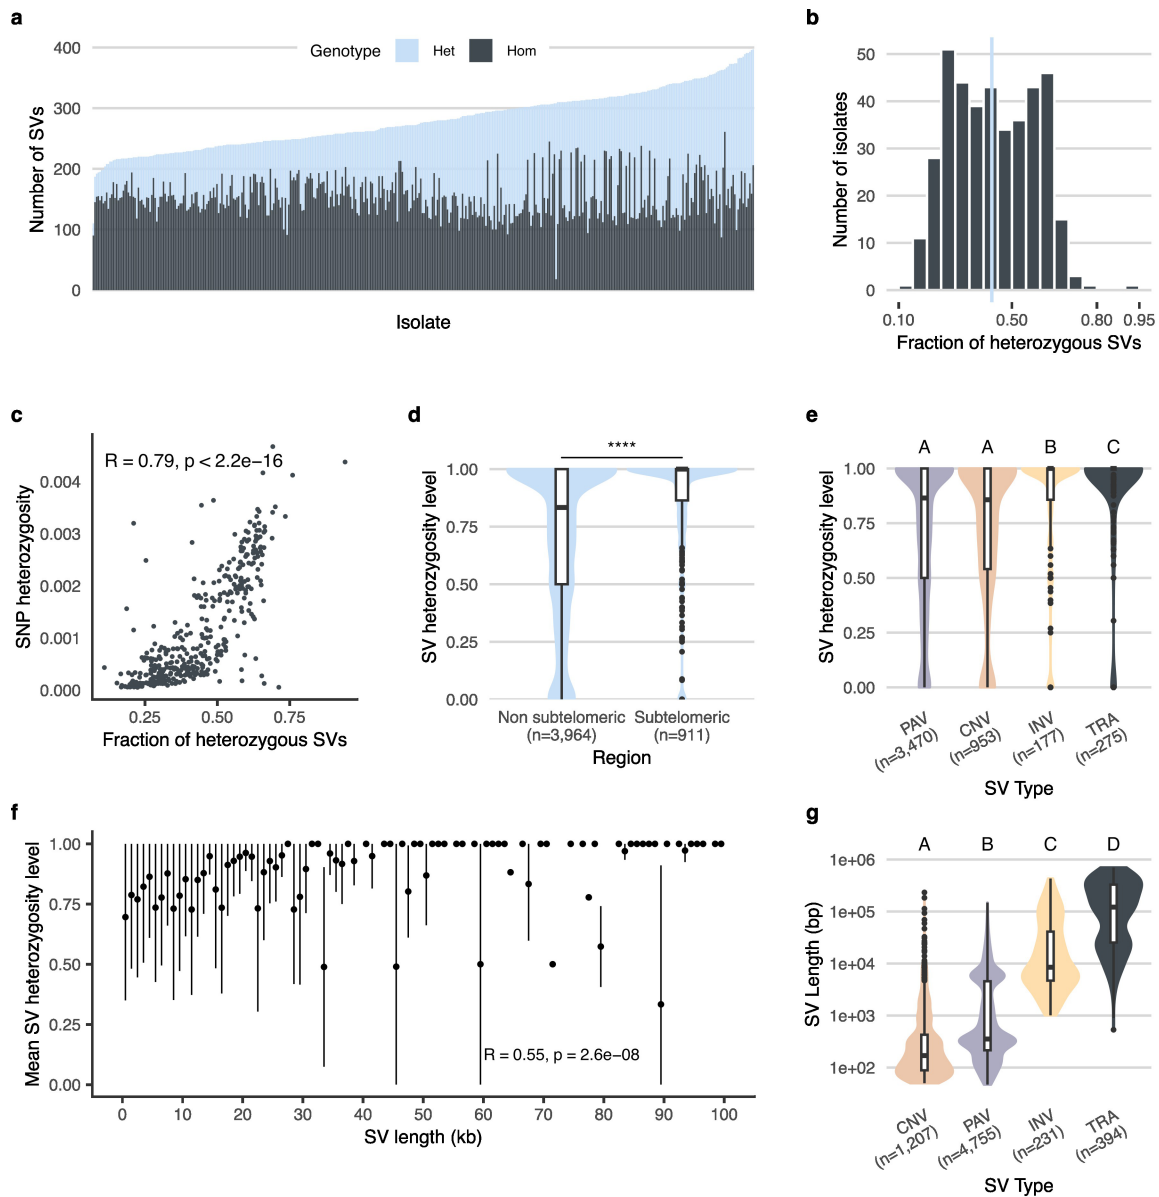 a
Genotype Het Hom
400
300
200
100
0
Number of SVs
Isolate
b
50
40
30
20
10
0
Number of isolates
0.10 0.50 0.80 0.95
Fraction of heterozygous SVs
c
R = 0.79, p < 2.2e−16
0.004
0.003
0.002
0.001
0.000
SNP heterozygosity
0.25 0.50 0.75
Fraction of heterozygous SVs
d
****
1.00
0.75
0.50
0.25
0.00
SV heterozygosity level
Non subtelomeric Subtelomeric
(n=3,964) (n=911)
Region
e
A A B C
1.00
0.75
0.50
0.25
0.00
SV heterozygosity level
PAV
(n=3,470)
CNV
(n=953)
INV
(n=177)
TRA
(n=275)
SV Type
f
1.00
0.75
0.50
0.25
0.00
Mean SV heterozygosity level
R = 0.55, p = 2.6e−08
0 10 20 30 40 50 60 70 80 90 100
SV length (kb)
g
A B C D
1e+06
1e+05
1e+04
1e+03
1e+02
SV Length (bp)
CNV
(n=1,207)
PAV
(n=4,755)
INV
(n=231)
TRA
(n=394)
SV Type